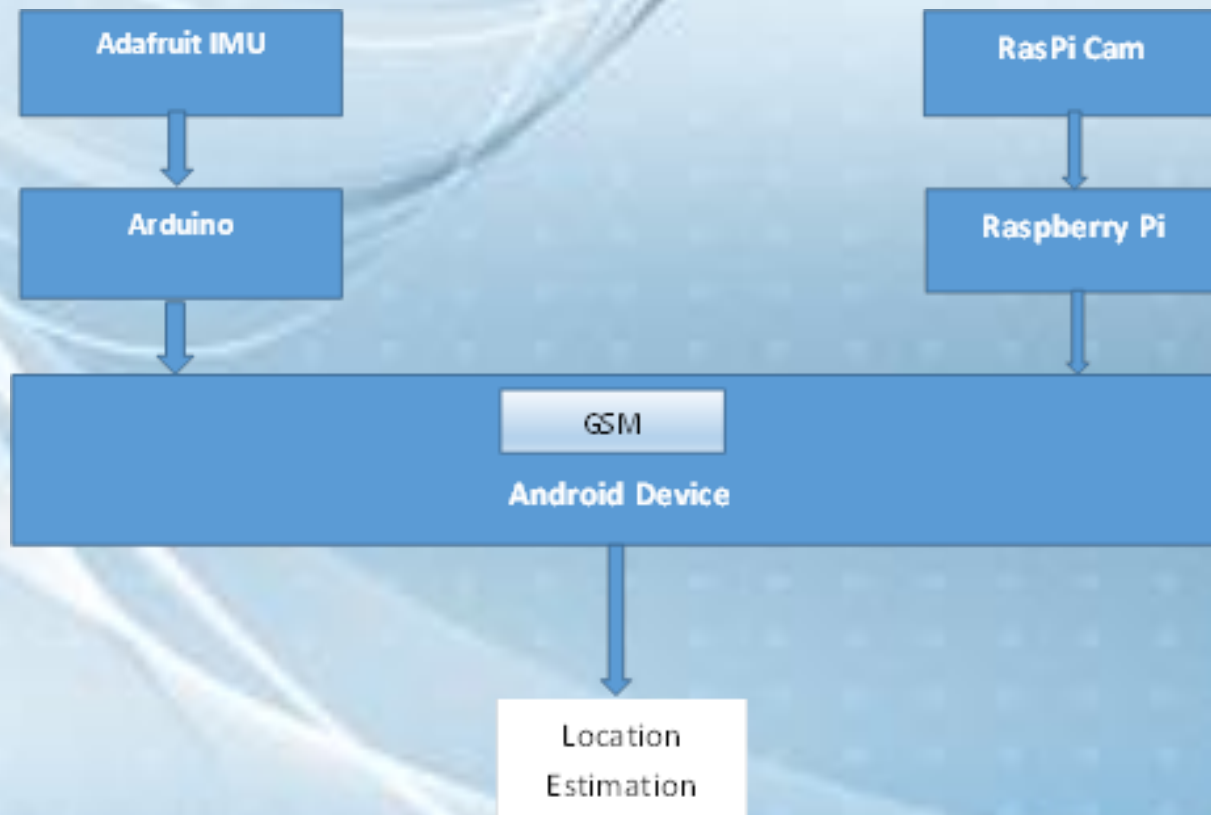 Adafruit IMU
RasPi Cam
Arduino
Raspberry Pi
GSM
Android Device
Location
Estimation